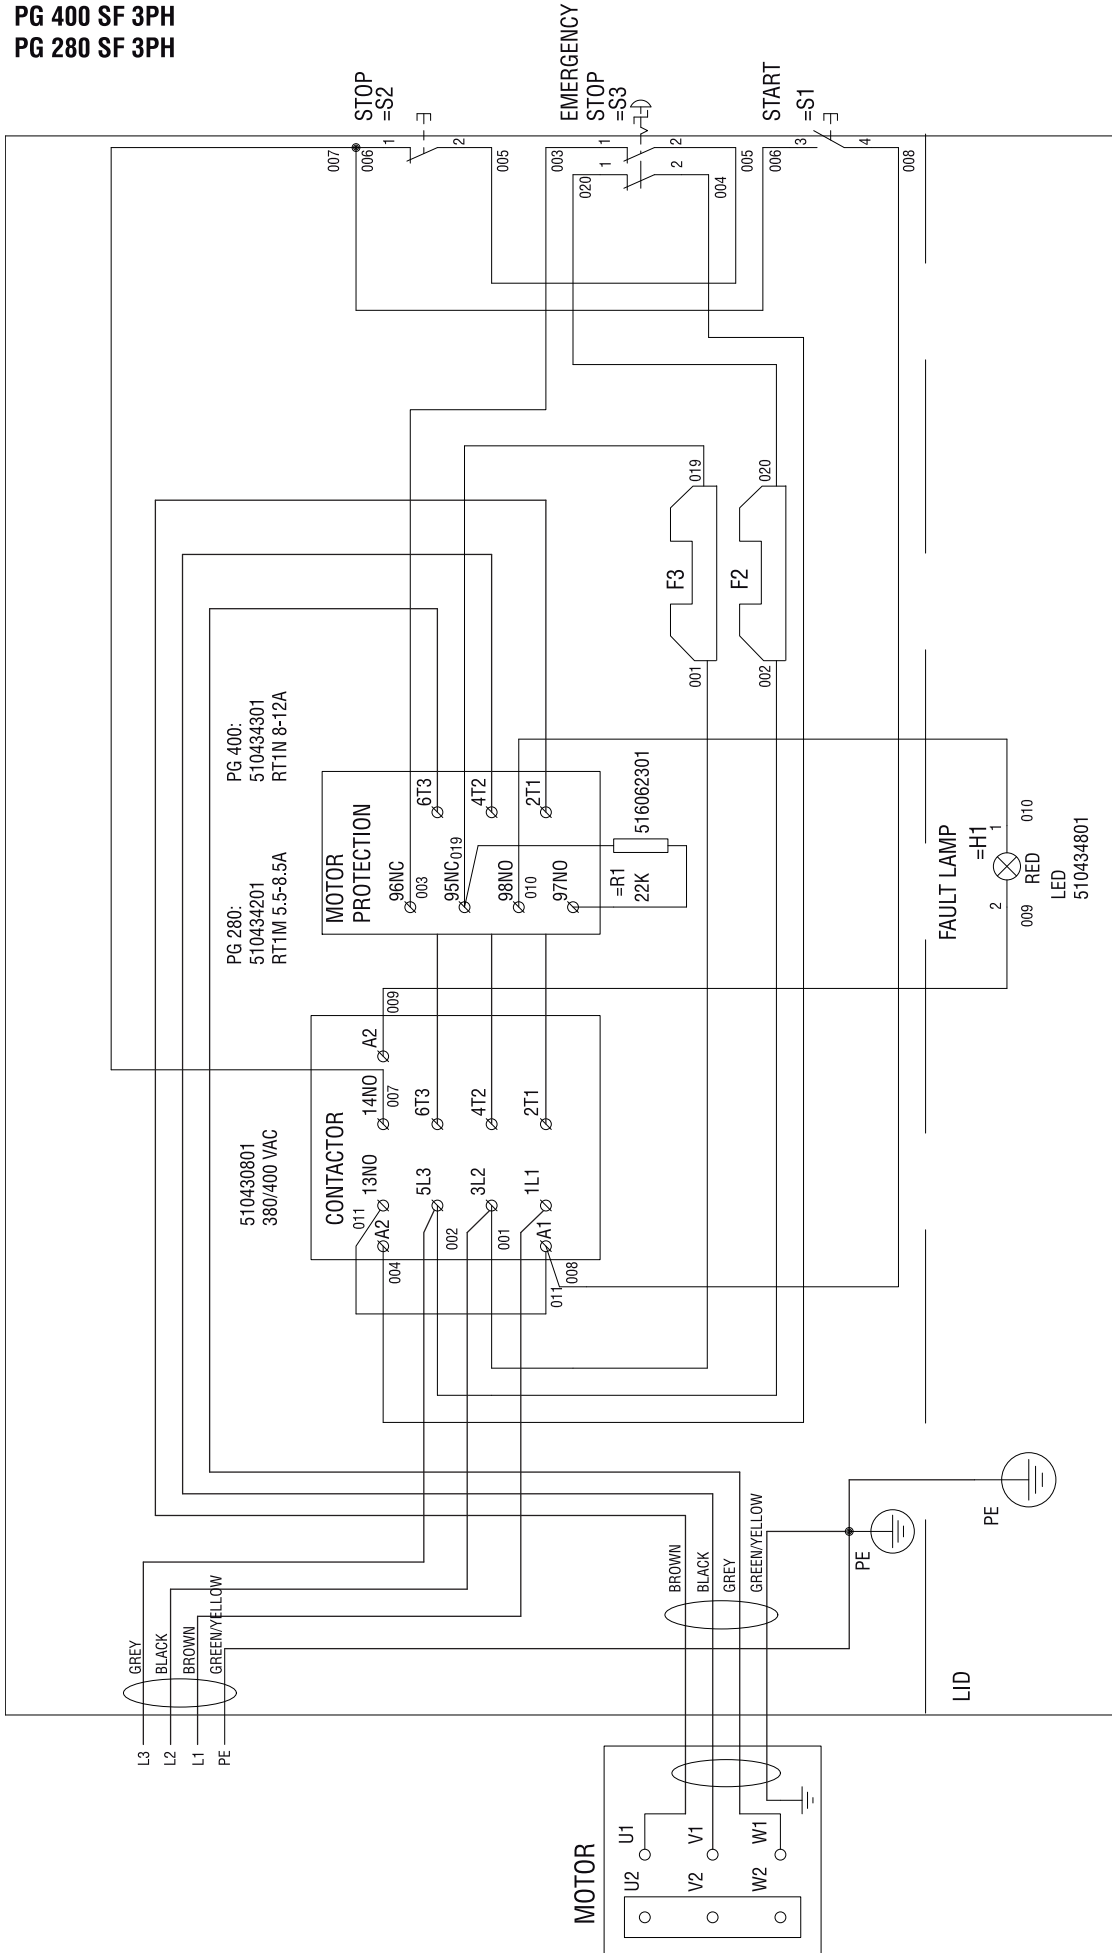 PG 400 SF 3PH
PG 280 SF 3PH
STOP
=S2
EMERGENCY
STOP
=S3
START
=S1
007
006
1
2
005
003
1
2
020
1
2
004
005
006
3
4
008
019
020
F3
F2
001
002
PG 400:
510434301
RT1N 8-12A
PG 280:
510434201
RT1M 5.5-8.5A
MOTOR
PROTECTION
6T3
4T2
2T1
96NC
003
95NC
019
98NO
010
97NO
=R1
22K
516062301
FAULT LAMP
=H1
1
010
2
009
RED
LED
510434801
510430801
380/400 VAC
CONTACTOR
A2
009
14NO
007
6T3
4T2
2T1
13NO
011
5L3
3L2
1L1
A2
004
002
001
A1
008
011
GREY
BLACK
BROWN
GREEN/YELLOW
L3
L2
L1
PE
BROWN
BLACK
GREY
GREEN/YELLOW
PE
PE
LID
MOTOR
U1
V1
W1
U2
V2
W2